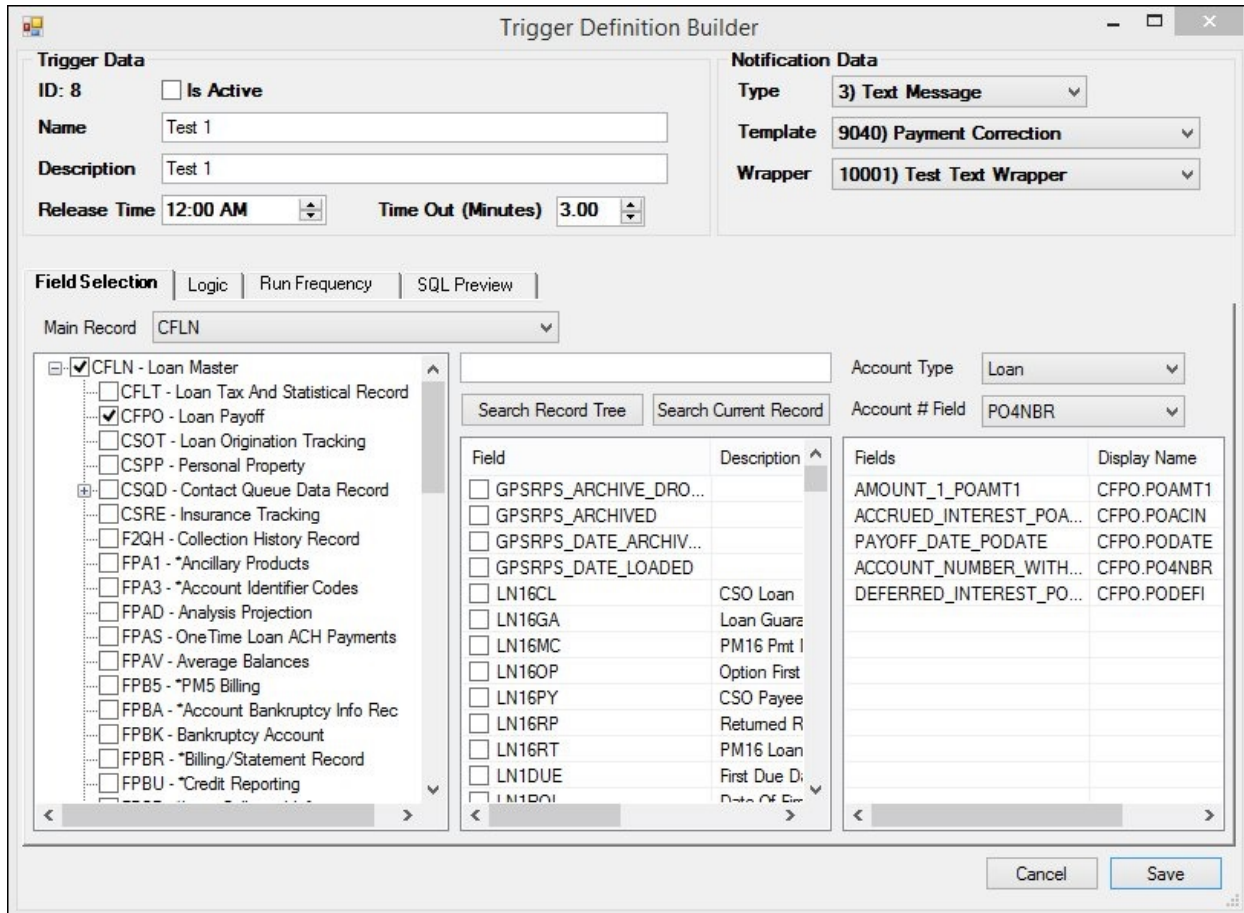 Trigger Definition Builder
Trigger Data
ID: 8 Is Active
Name Test 1
Description Test 1
Release Time 12:00 AM Time Out (Minutes) 3.00
Notification Data
Type 3) Text Message
Template 9040) Payment Correction
Wrapper 10001) Test Text Wrapper
Field Selection Logic Run Frequency SQL Preview
Main Record CFLN
CFLN - Loan Master
CFLT - Loan Tax And Statistical Record
CFPO - Loan Payoff
CSOT - Loan Origination Tracking
CSPP - Personal Property
CSQD - Contact Queue Data Record
CSRE - Insurance Tracking
F2QH - Collection History Record
FPA1 - *Ancillary Products
FPA3 - *Account Identifier Codes
FPAD - Analysis Projection
FPAS - OneTime Loan ACH Payments
FPAV - Average Balances
FPB5 - *PM5 Billing
FPBA - *Account Bankruptcy Info Rec
FPBK - Bankruptcy Account
FPBR - *Billing/Statement Record
FPBU - *Credit Reporting
Search Record Tree Search Current Record
Field Description
GPSRPS_ARCHIVE_DRO...
GPSRPS_ARCHIVED
GPSRPS_DATE_ARCHIV...
GPSRPS_DATE_LOADED
LN16CL CSO Loan
LN16GA Loan Guara
LN16MC PM16 Pmt
LN16OP Option First
LN16PY CSO Payee
LN16RP Returned R
LN16RT PM16 Loan
LN1DUE First Due Da
Account Type Loan
Account # Field PO4NBR
Fields Display Name
AMOUNT_1_POAMT1 CFPO.POAMT1
ACCRUED_INTEREST_POA... CFPO.POACIN
PAYOFF_DATE_PODATE CFPO.PODATE
ACCOUNT_NUMBER_WITH... CFPO.PO4NBR
DEFERRED_INTEREST_PO... CFPO.PODEFI
Cancel Save